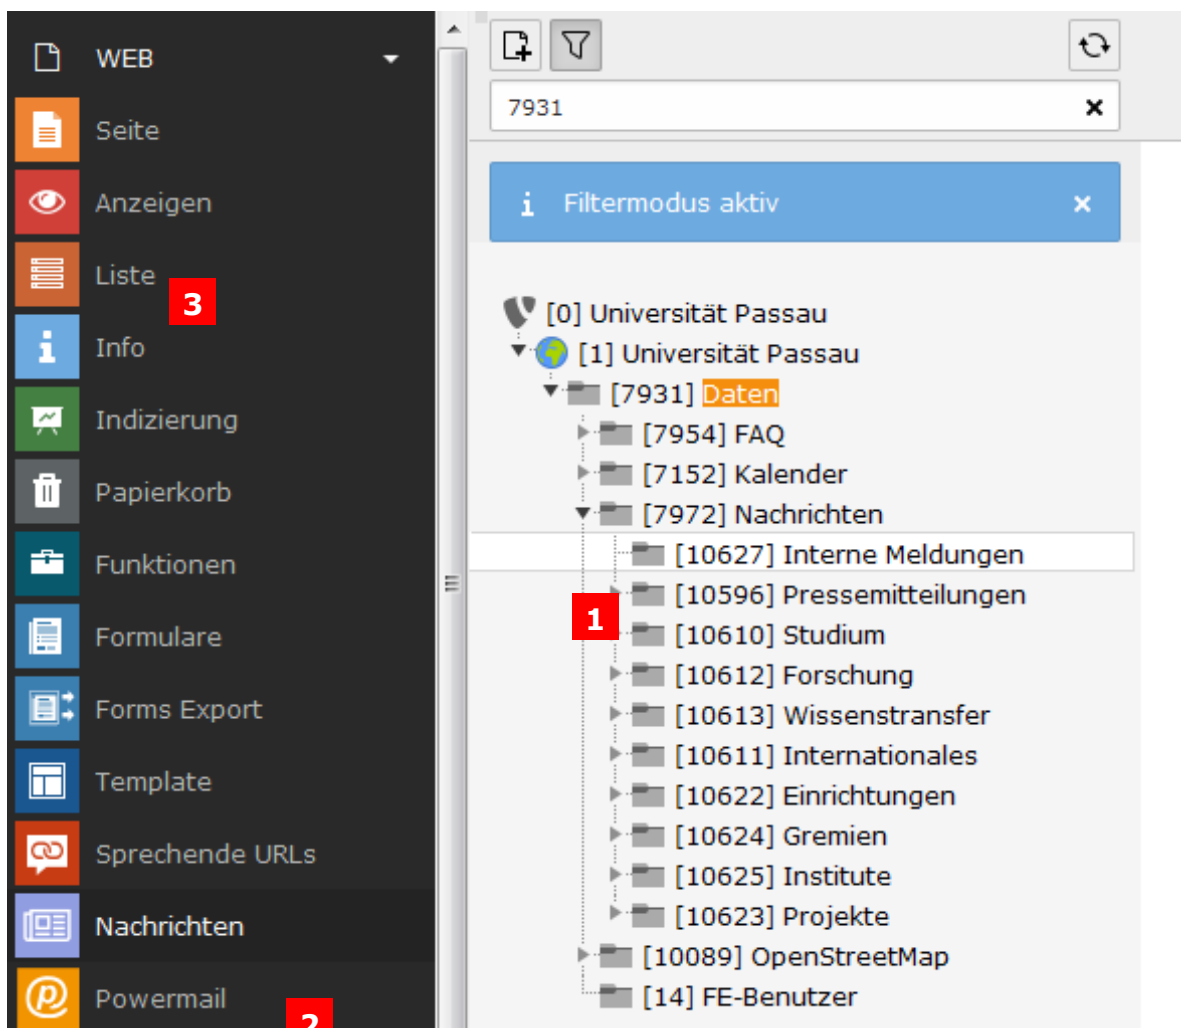 WEB
Seite
Anzeigen
Liste
3
Info
Indizierung
Papierkorb
Funktionen
Formulare
Forms Export
Template
Sprechende URLs
Nachrichten
Powermail
2
7931
Filtermodus aktiv
[0] Universität Passau
[1] Universität Passau
[7931] Daten
[7954] FAQ
[7152] Kalender
[7972] Nachrichten
[10627] Interne Meldungen
[10596] Pressemitteilungen
1
[10610] Studium
[10612] Forschung
[10613] Wissenstransfer
[10611] Internationales
[10622] Einrichtungen
[10624] Gremien
[10625] Institute
[10623] Projekte
[10089] OpenStreetMap
[14] FE-Benutzer